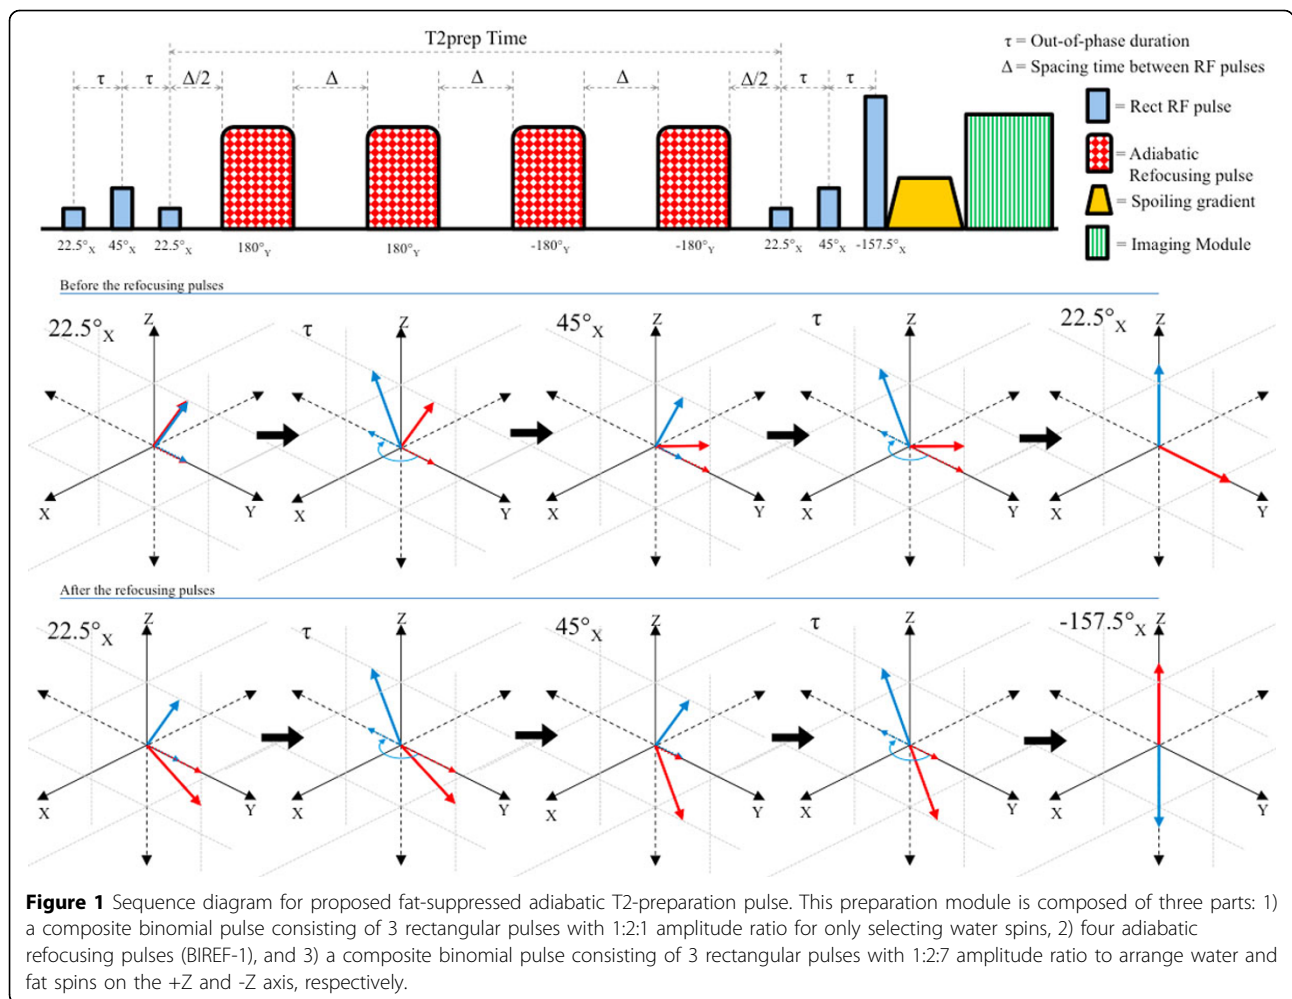 T2prep Time
τ = Out-of-phase duration
Δ = Spacing time between RF pulses
τ τ Δ/2 Δ Δ Δ Δ/2 τ τ
= Rect RF pulse
= Adiabatic
Refocusing pulse
= Spoiling gradient
= Imaging Module
22.5°X 45°X 22.5°X 180°Y 180°Y -180°Y -180°Y 22.5°X 45°X -157.5°X
Before the refocusing pulses
22.5°X τ 45°X τ 22.5°X
Z Z Z Z Z
X Y X Y X Y X Y X Y
After the refocusing pulses
22.5°X τ 45°X τ -157.5°X
Z Z Z Z Z
X Y X Y X Y X Y X Y
Figure 1 Sequence diagram for proposed fat-suppressed adiabatic T2-preparation pulse. This preparation module is composed of three parts: 1)
a composite binomial pulse consisting of 3 rectangular pulses with 1:2:1 amplitude ratio for only selecting water spins, 2) four adiabatic
refocusing pulses (BIREF-1), and 3) a composite binomial pulse consisting of 3 rectangular pulses with 1:2:7 amplitude ratio to arrange water and
fat spins on the +Z and -Z axis, respectively.